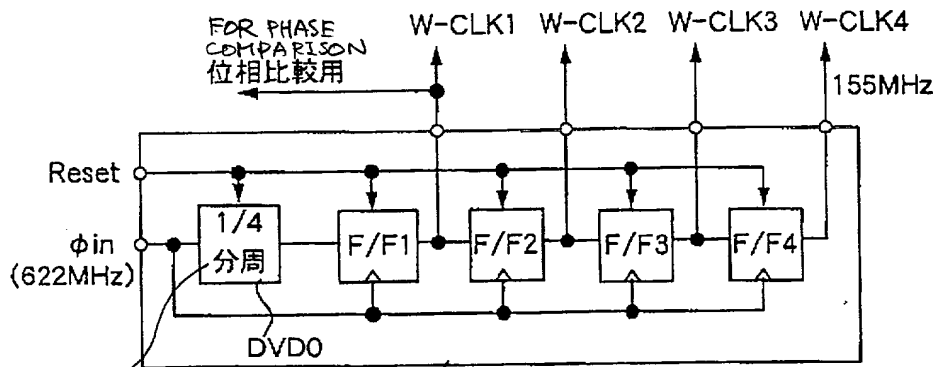 FOR PHASE
COMPARISON
位相比較用
W-CLK1 W-CLK2 W-CLK3 W-CLK4
155MHz
Reset
φin
(622MHz)
1/4
分周
F/F1
F/F2
F/F3
F/F4
DVD0